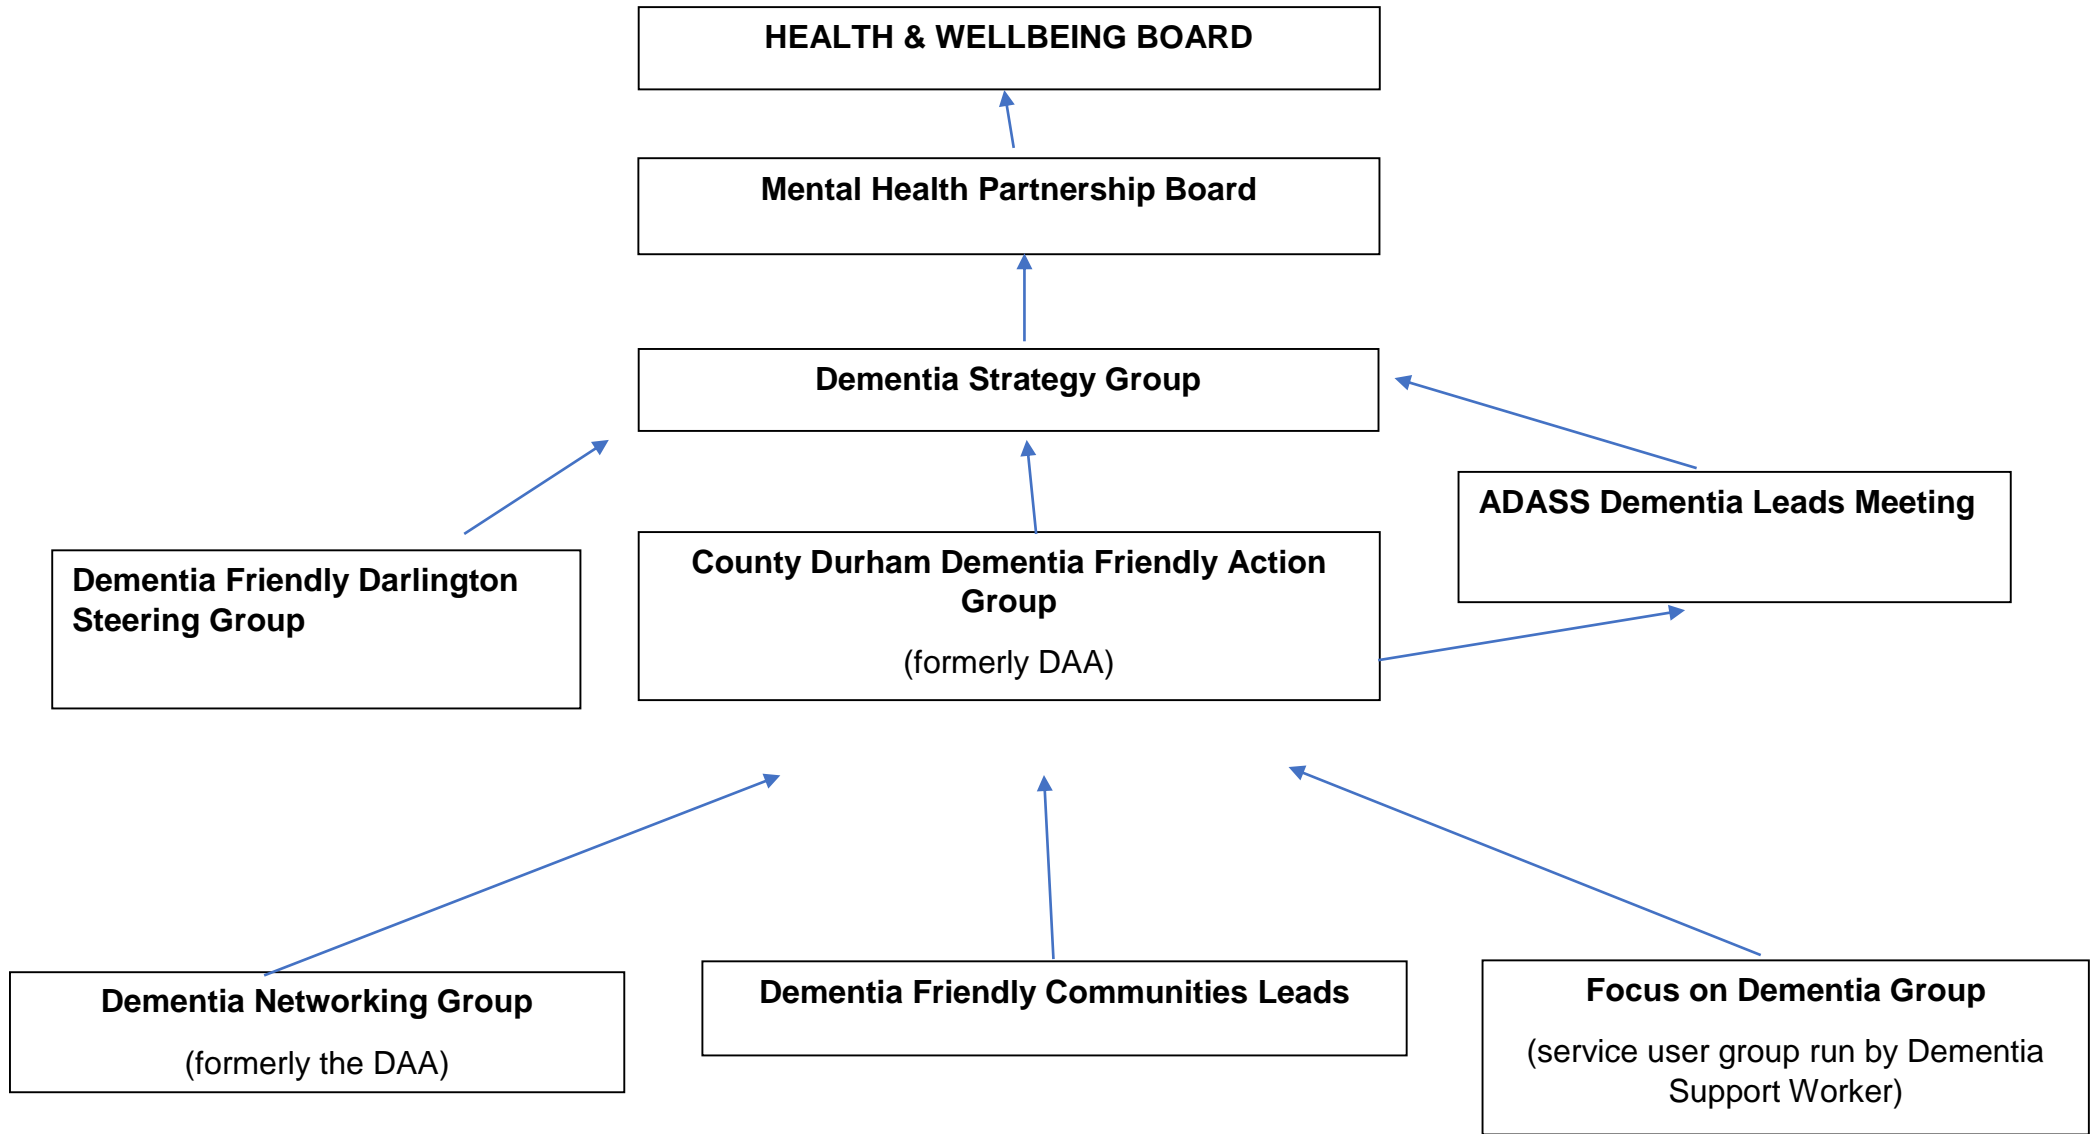 HEALTH & WELLBEING BOARD
Mental Health Partnership Board
Dementia Strategy Group
ADASS Dementia Leads Meeting
Dementia Friendly Darlington
Steering Group
County Durham Dementia Friendly Action
Group
(formerly DAA)
Dementia Networking Group
(formerly the DAA)
Dementia Friendly Communities Leads
Focus on Dementia Group
(service user group run by Dementia
Support Worker)